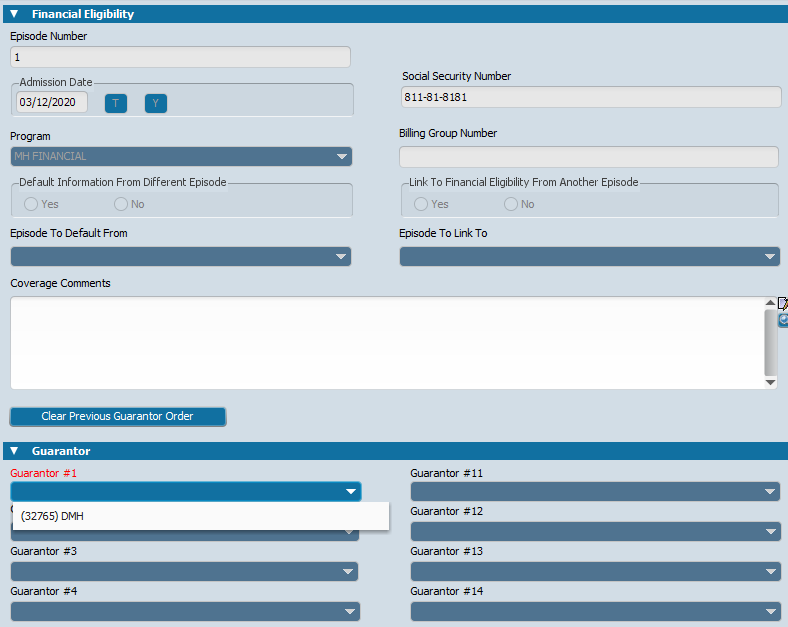 Financial Eligibility
Episode Number
1
Admission Date
03/12/2020
T
Y
Social Security Number
811-81-8181
Program
MH FINANCIAL
Billing Group Number
Default Information From Different Episode
Yes
No
Link To Financial Eligibility From Another Episode
Yes
No
Episode To Default From
Episode To Link To
Coverage Comments
Clear Previous Guarantor Order
Guarantor
Guarantor #1
Guarantor #11
(32765) DMH
Guarantor #12
Guarantor #3
Guarantor #13
Guarantor #4
Guarantor #14